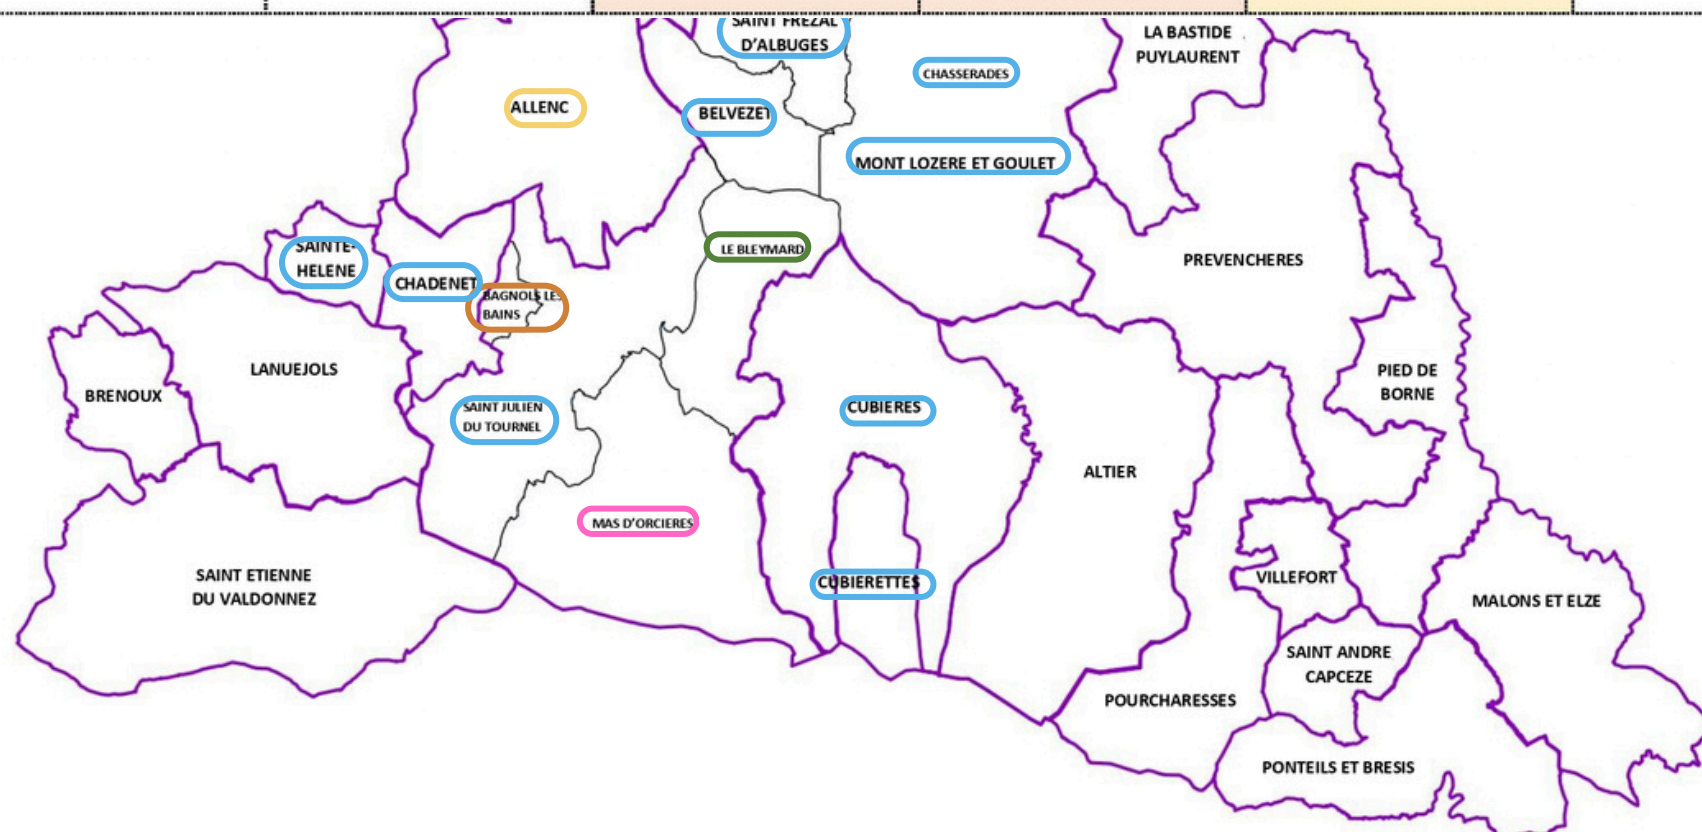 SAINT FREZAL
D'ALBUGES
LA BASTIDE
PUYLAURENT
CHASSERADES
ALLENC
BELVEZET
MONT LOZERE ET GOULET
SAINTE-
HELENE
LE BLEYMARD
PREVENCHERES
CHADENET
BAGNOLS LES
BAINS
LANUEJOLS
BRENOUX
PIED DE
BORNE
SAINT JULIEN
DU TOURNEL
CUBIERES
ALTIER
MAS D'ORCIERES
SAINT ETIENNE
DU VALDONNEZ
CUBIERETTES
VILLEFORT
MALONS ET ELZE
SAINT ANDRE
CAPCEZE
POURCHARESSES
PONTEILS ET BRESIS